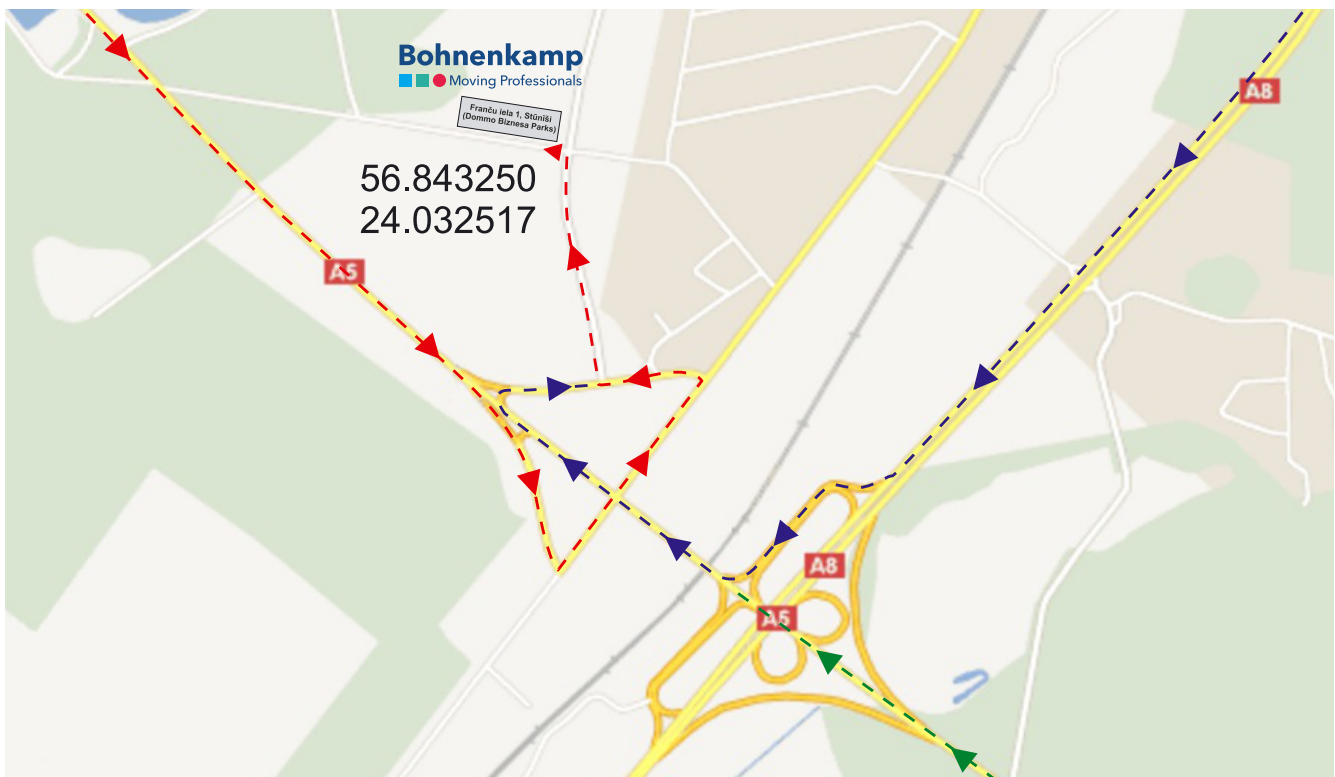 A8
Bohnenkamp
Moving Professionals
Franču iela 1, Stūnīši
(Dommo Biznesa Parks)
56.843250
24.032517
A5
A8
A5